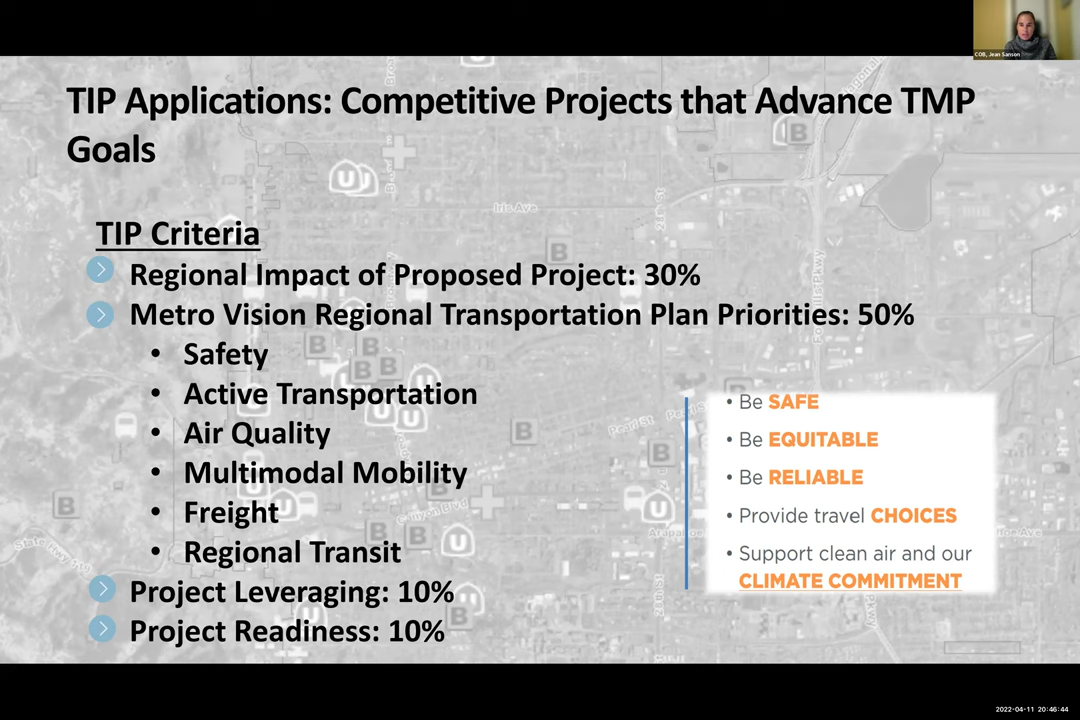 COB, Jean Sanson
TIP Applications: Competitive Projects that Advance TMP
Goals
Iris Ave
28th St
TIP Criteria
Regional Impact of Proposed Project: 30%
Metro Vision Regional Transportation Plan Priorities: 50%
• Safety
• Active Transportation
• Air Quality
• Multimodal Mobility
• Freight
• Regional Transit
Project Leveraging: 10%
Project Readiness: 10%
Pearl St
Canyon Blvd
• Be SAFE
• Be EQUITABLE
• Be RELIABLE
• Provide travel CHOICES
• Support clean air and our
CLIMATE COMMITMENT
2022-04-11 20:46:44